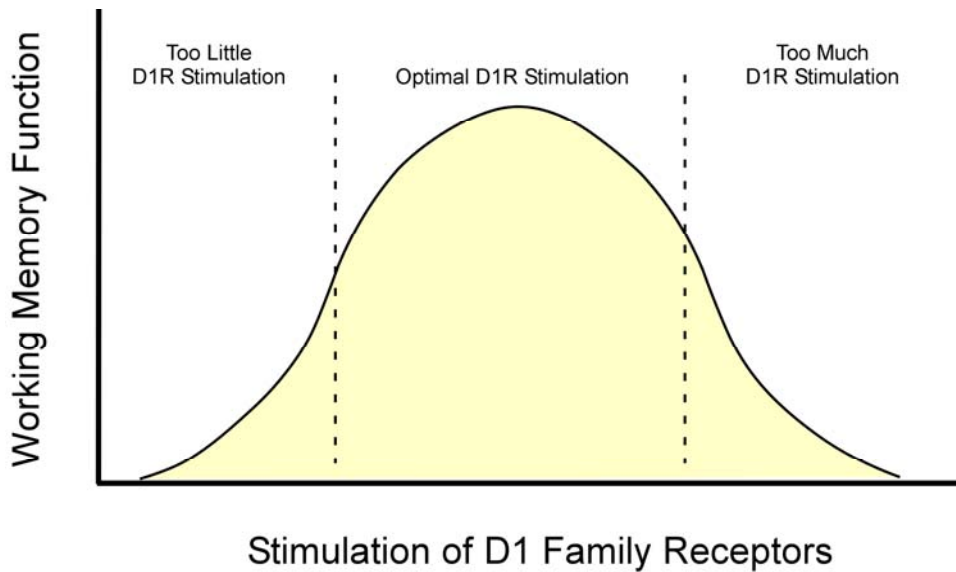 Too Little
D1R Stimulation
Optimal D1R Stimulation
Too Much
D1R Stimulation
Working Memory Function
Stimulation of D1 Family Receptors